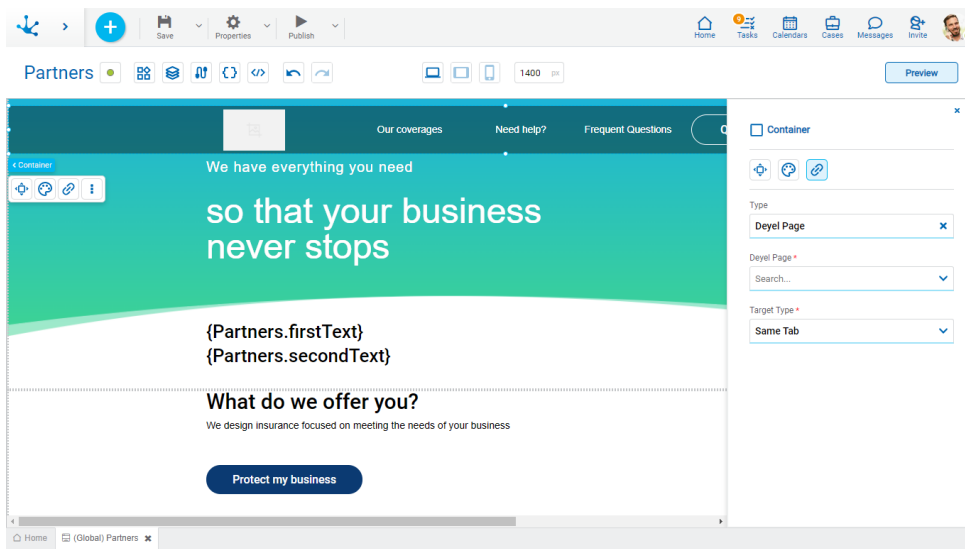 Save
Properties
Publish
Home
9
Tasks
Calendars
Cases
Messages
Invite
Partners
1400 px
Preview
Our coverages
Need help?
Frequent Questions
Q
Container
Container
We have everything you need
so that your business
never stops
Type
Deyel Page
Deyel Page *
Search...
Target Type *
Same Tab
{Partners.firstText}
{Partners.secondText}
What do we offer you?
We design insurance focused on meeting the needs of your business
Protect my business
Home
(Global) Partners